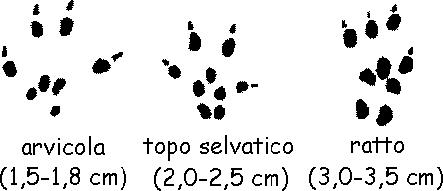 arvicola topo selvatico ratto
(1,5-1,8 cm) (2,0-2,5 cm) (3,0-3,5 cm)